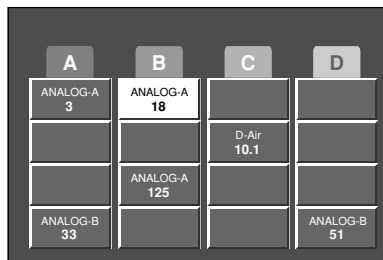 A B C D
ANALOG-A ANALOG-A
3 18
D-Air
10.1
ANALOG-A
125
ANALOG-B ANALOG-B
33 51